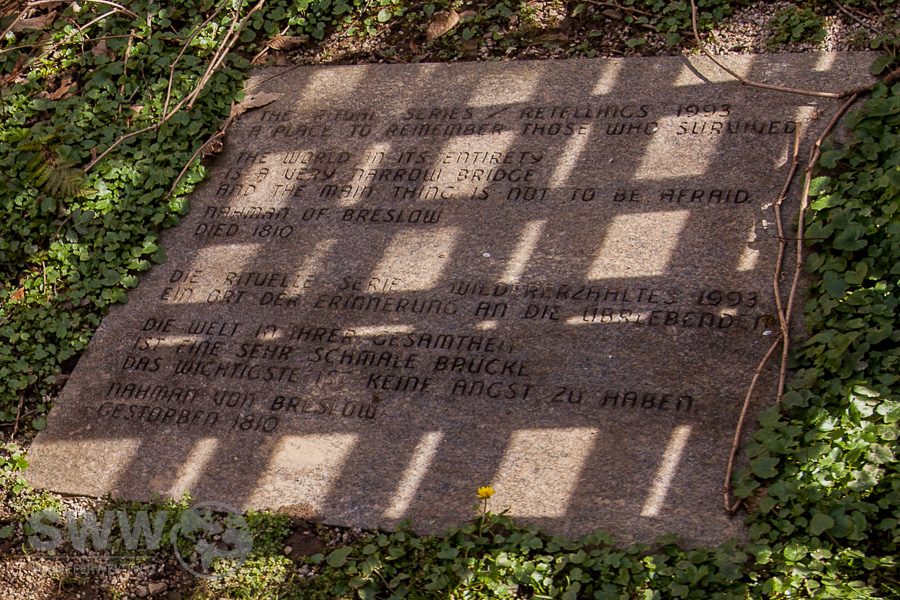 THE RITUAL SERIES / RETELLINGS 1993
A PLACE TO REMEMBER THOSE WHO SURVIVED
THE WORLD IN ITS ENTIRETY
IS A VERY NARROW BRIDGE
AND THE MAIN THING IS NOT TO BE AFRAID.
NAHMAN OF BRESLOW
DIED 1810
DIE RITUELLE SERIE WIEDERERZÄHLTES 1993
EIN ORT DER ERINNERUNG AN DIE ÜBERLEBENDEN
DIE WELT IN IHRER GESAMTHEIT
IST EINE SEHR SCHMALE BRÜCKE
DAS WICHTIGSTE IST KEINE ANGST ZU HABEN.
NAHMAN VON BRESLOW
GESTORBEN 1810
SWW